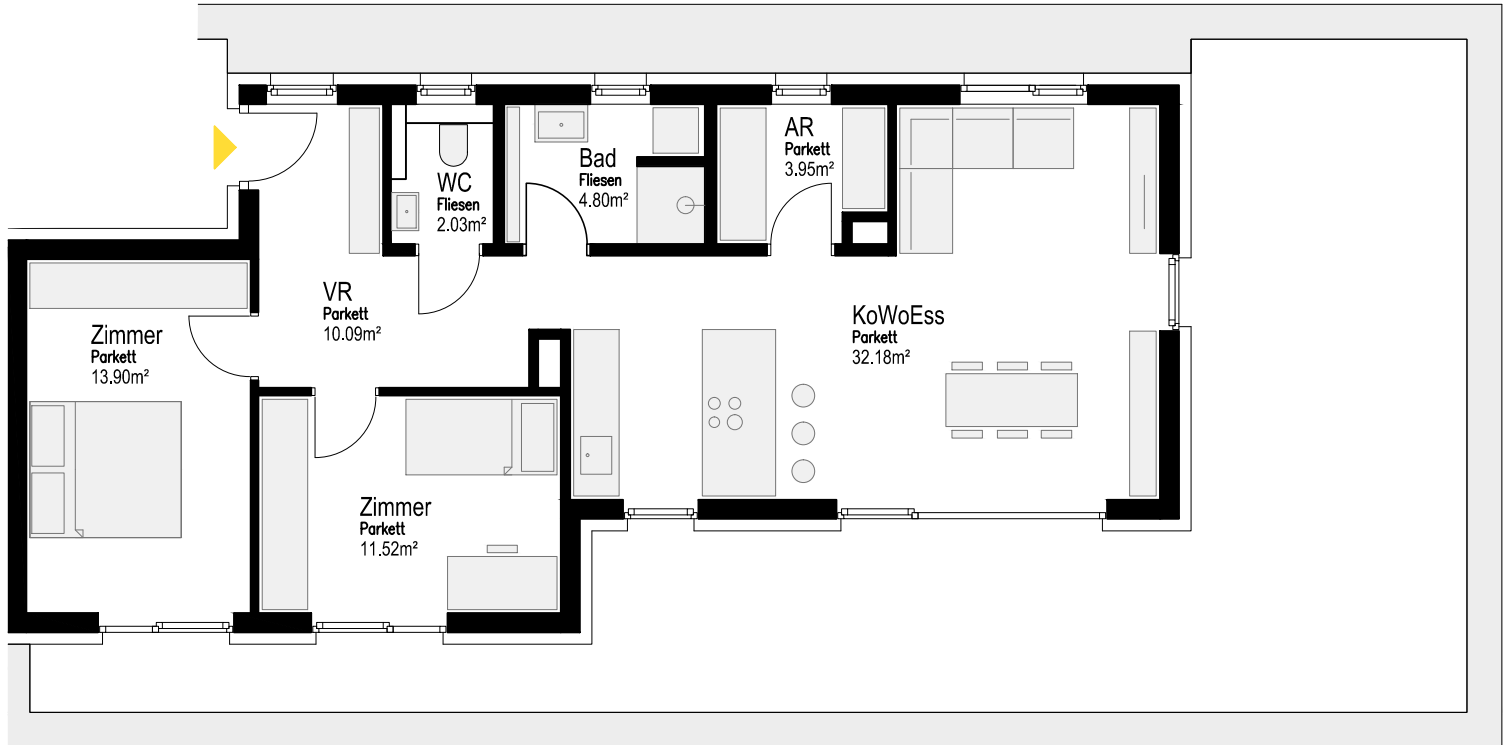 WC
Fliesen
2.03m²
Bad
Fliesen
4.80m²
AR
Parkett
3.95m²
VR
Parkett
10.09m²
KoWoEss
Parkett
32.18m²
Zimmer
Parkett
13.90m²
Zimmer
Parkett
11.52m²